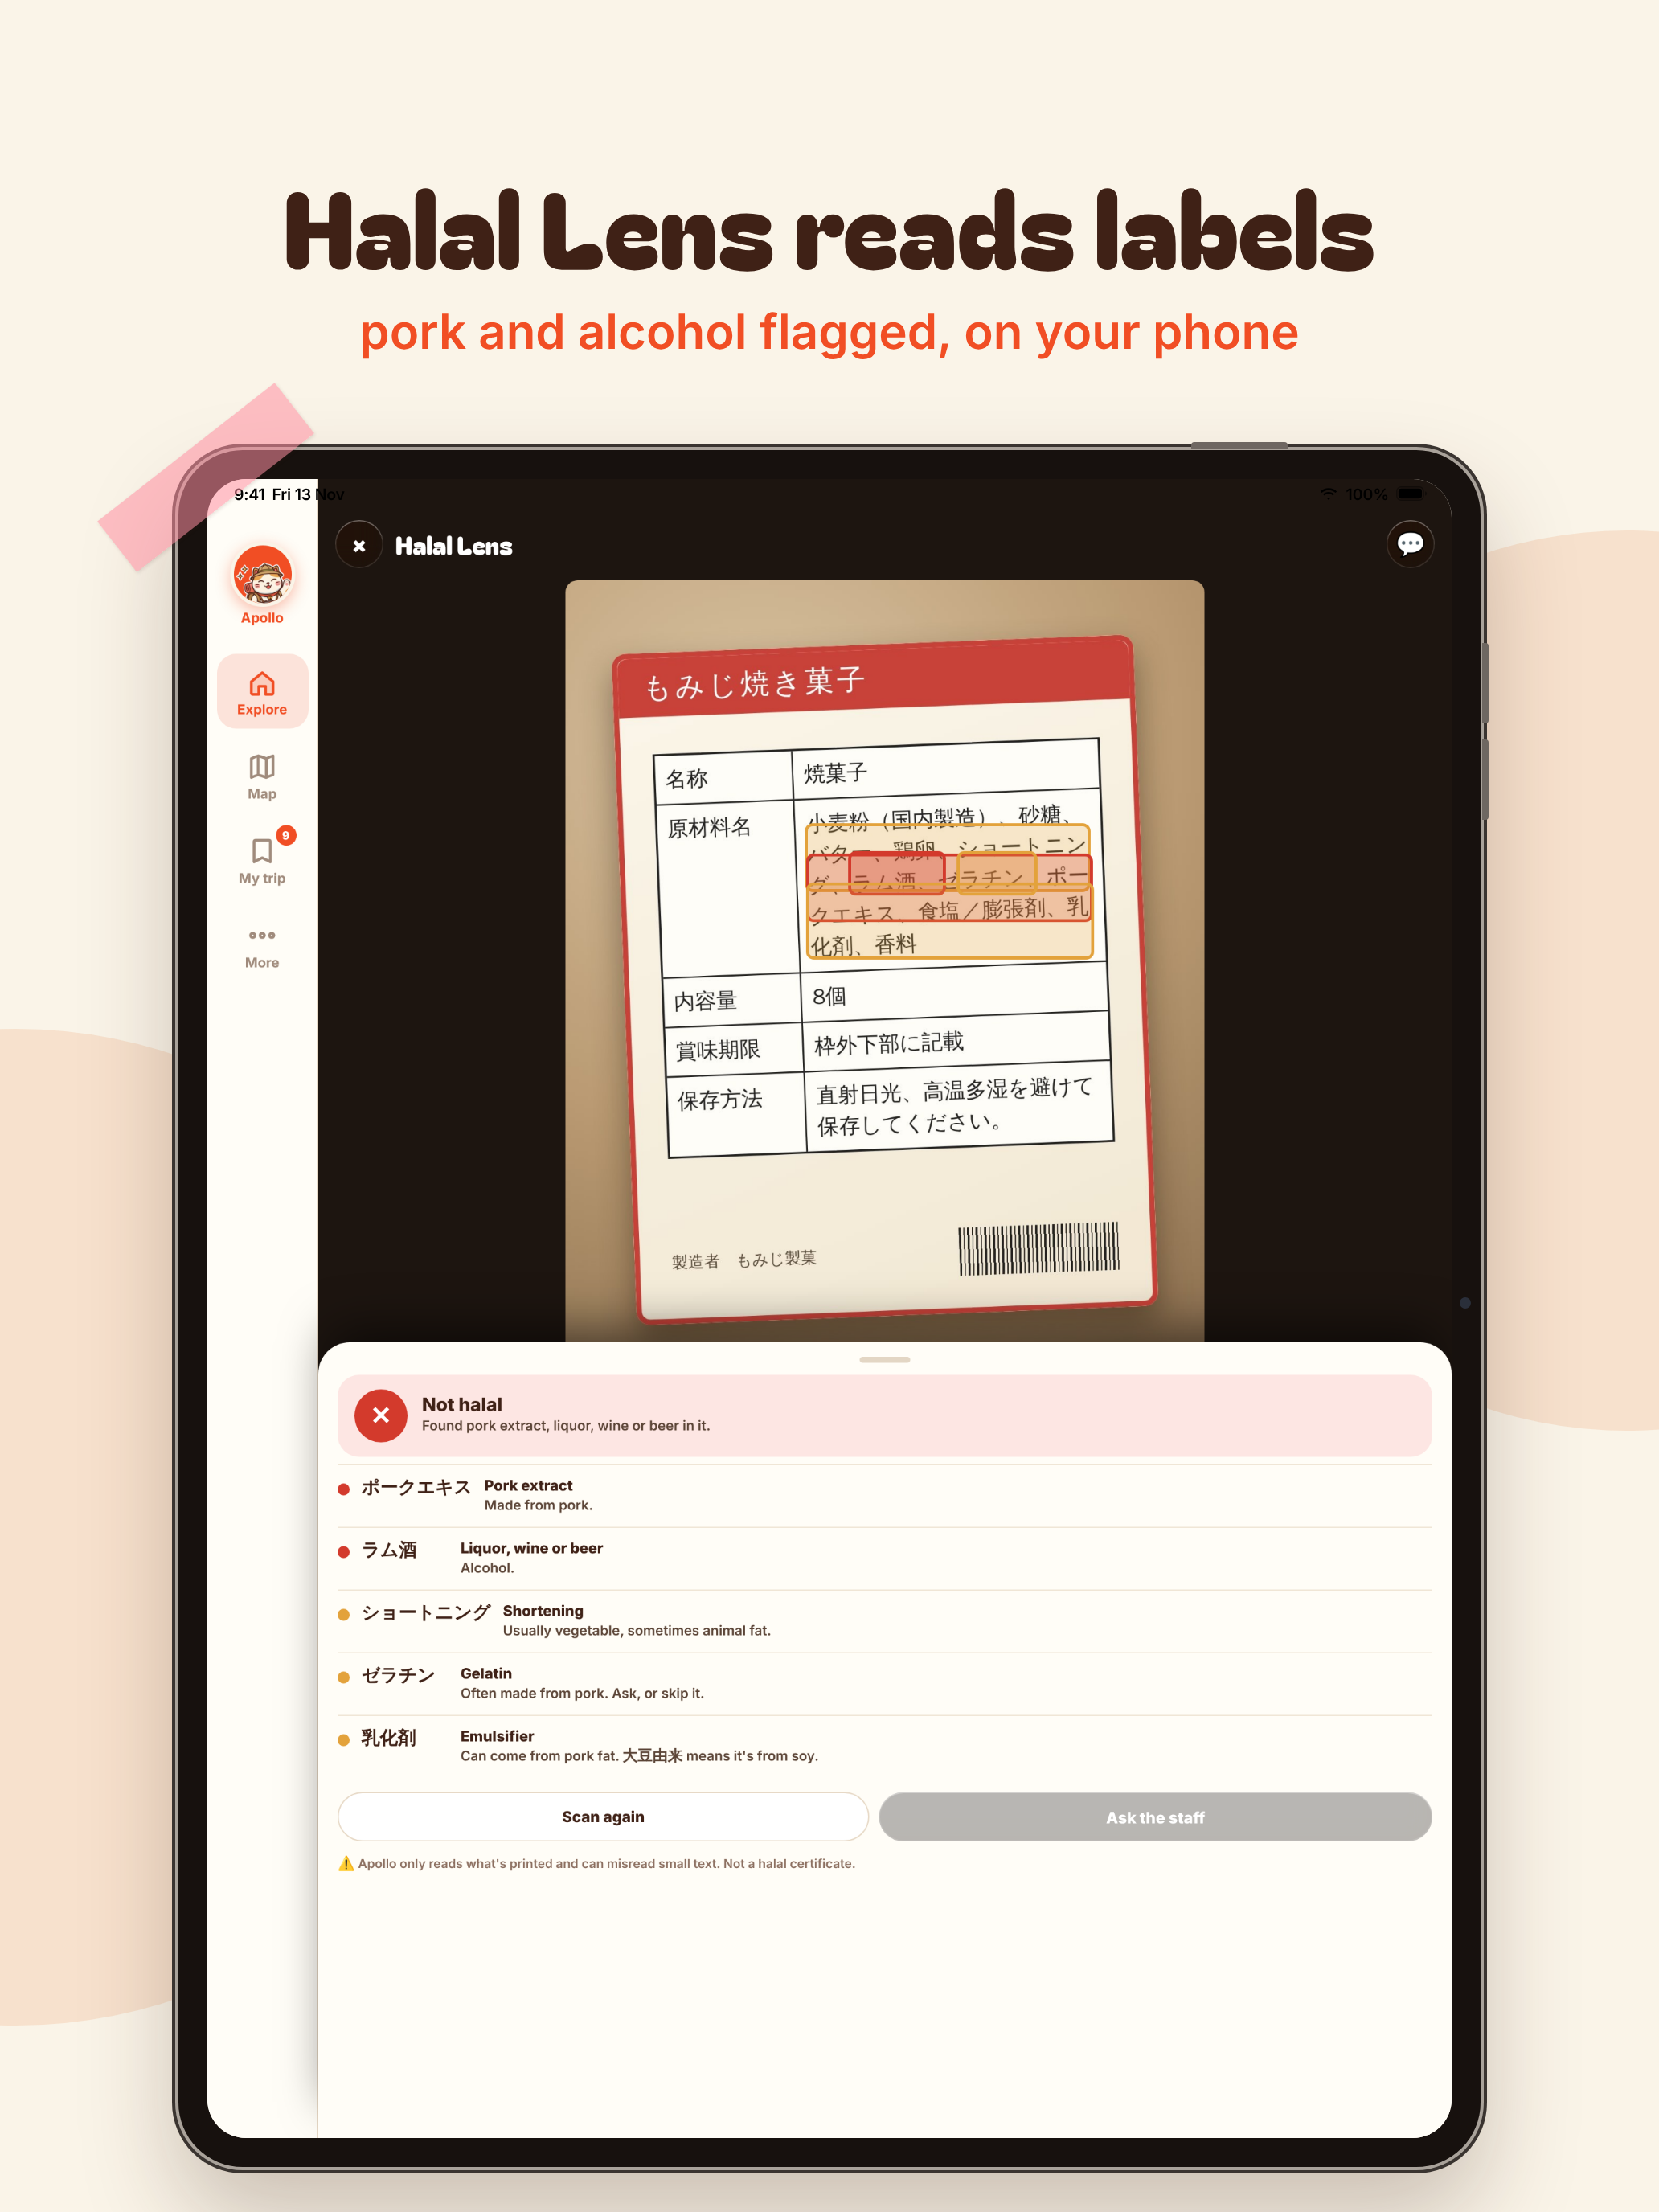 Halal Lens reads labels
pork and alcohol flagged, on your phone
9:41 Fri 13 Nov
100%
Halal Lens
Apollo
Explore
Map
9
My trip
More
もみじ焼き菓子
名称
焼菓子
原材料名
小麦粉（国内製造）、砂糖、
バター、鶏卵、ショートニン
グ、ラム酒、ゼラチン、ポー
クエキス、食塩／膨張剤、乳
化剤、香料
内容量
8個
賞味期限
枠外下部に記載
保存方法
直射日光、高温多湿を避けて
保存してください。
製造者　もみじ製菓
Not halal
Found pork extract, liquor, wine or beer in it.
ポークエキス Pork extract
Made from pork.
ラム酒 Liquor, wine or beer
Alcohol.
ショートニング Shortening
Usually vegetable, sometimes animal fat.
ゼラチン Gelatin
Often made from pork. Ask, or skip it.
乳化剤 Emulsifier
Can come from pork fat. 大豆由来 means it's from soy.
Scan again
Ask the staff
Apollo only reads what's printed and can misread small text. Not a halal certificate.